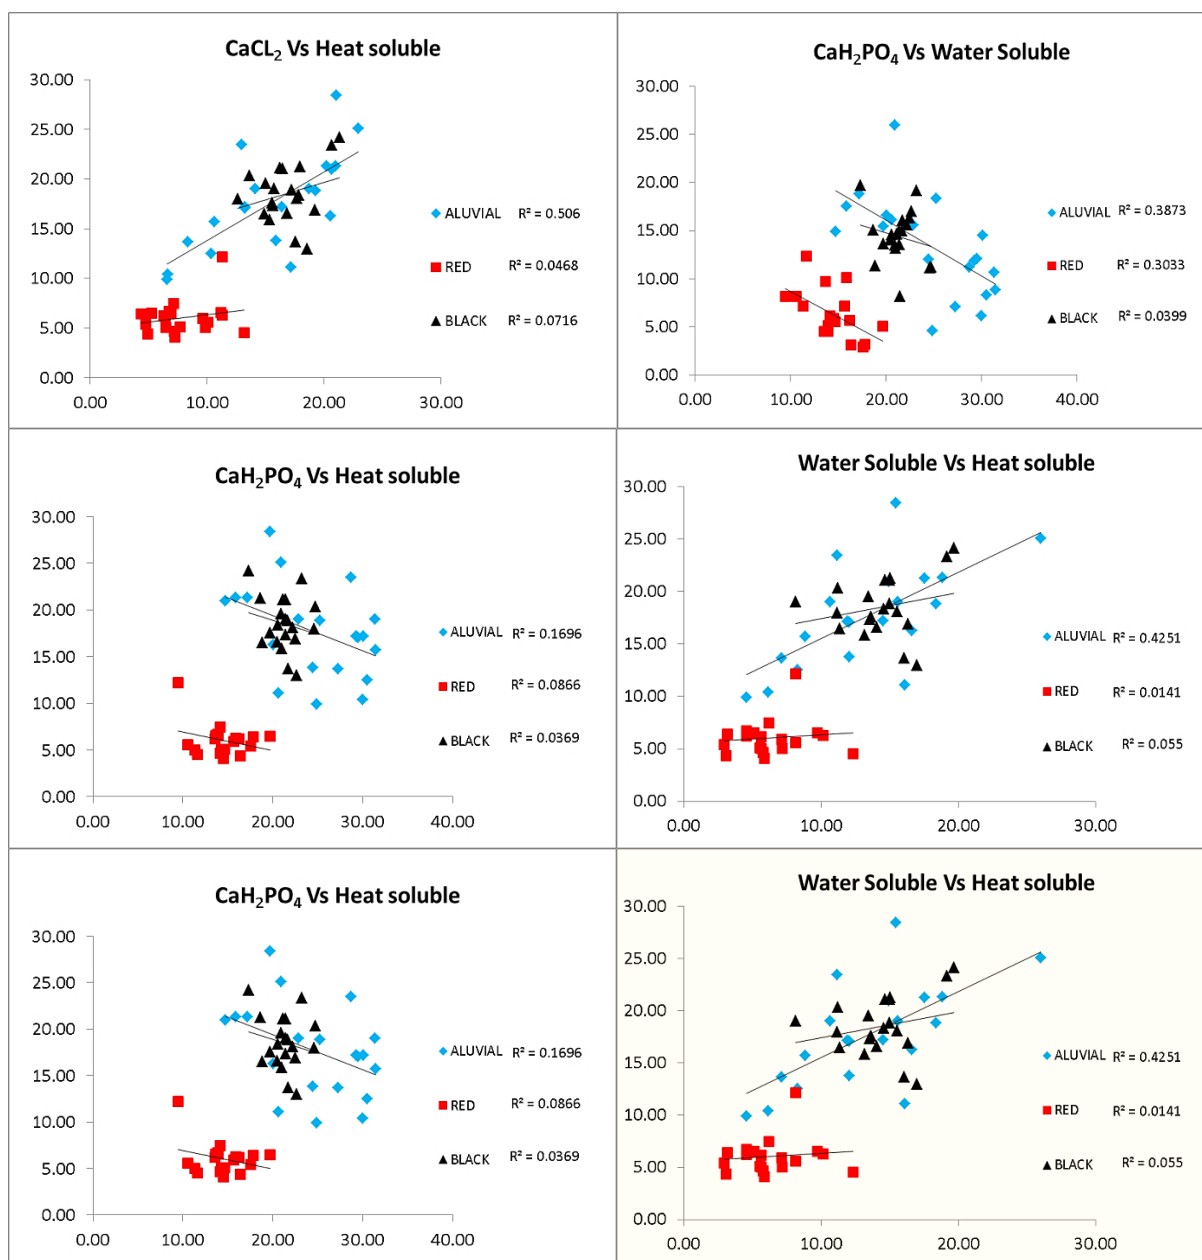 CaCL₂ Vs Heat soluble
30.00
25.00
20.00
15.00
10.00
5.00
0.00
0.00 10.00 20.00 30.00
ALUVIAL R² = 0.506
RED R² = 0.0468
BLACK R² = 0.0716
CaH₂PO₄ Vs Water Soluble
30.00
25.00
20.00
15.00
10.00
5.00
0.00
0.00 10.00 20.00 30.00 40.00
ALUVIAL R² = 0.3873
RED R² = 0.3033
BLACK R² = 0.0399
CaH₂PO₄ Vs Heat soluble
30.00
25.00
20.00
15.00
10.00
5.00
0.00
0.00 10.00 20.00 30.00 40.00
ALUVIAL R² = 0.1696
RED R² = 0.0866
BLACK R² = 0.0369
Water Soluble Vs Heat soluble
30.00
25.00
20.00
15.00
10.00
5.00
0.00
0.00 10.00 20.00 30.00
ALUVIAL R² = 0.4251
RED R² = 0.0141
BLACK R² = 0.055
CaH₂PO₄ Vs Heat soluble
30.00
25.00
20.00
15.00
10.00
5.00
0.00
0.00 10.00 20.00 30.00 40.00
ALUVIAL R² = 0.1696
RED R² = 0.0866
BLACK R² = 0.0369
Water Soluble Vs Heat soluble
30.00
25.00
20.00
15.00
10.00
5.00
0.00
0.00 10.00 20.00 30.00
ALUVIAL R² = 0.4251
RED R² = 0.0141
BLACK R² = 0.055